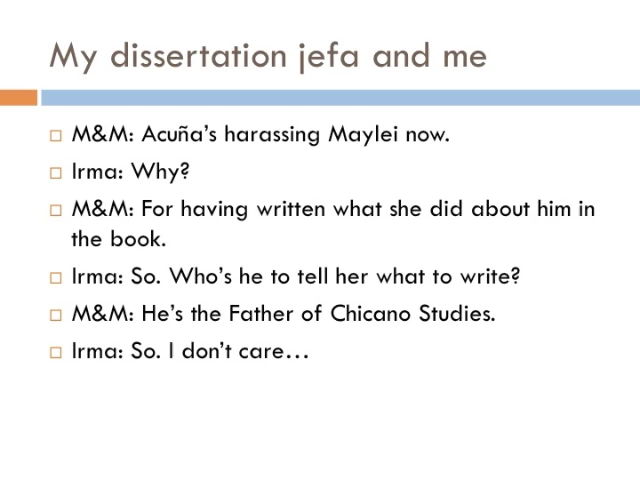 My dissertation jefa and me
M&M: Acuña’s harassing Maylei now.
Irma: Why?
M&M: For having written what she did about him in
the book.
Irma: So. Who’s he to tell her what to write?
M&M: He’s the Father of Chicano Studies.
Irma: So. I don’t care…